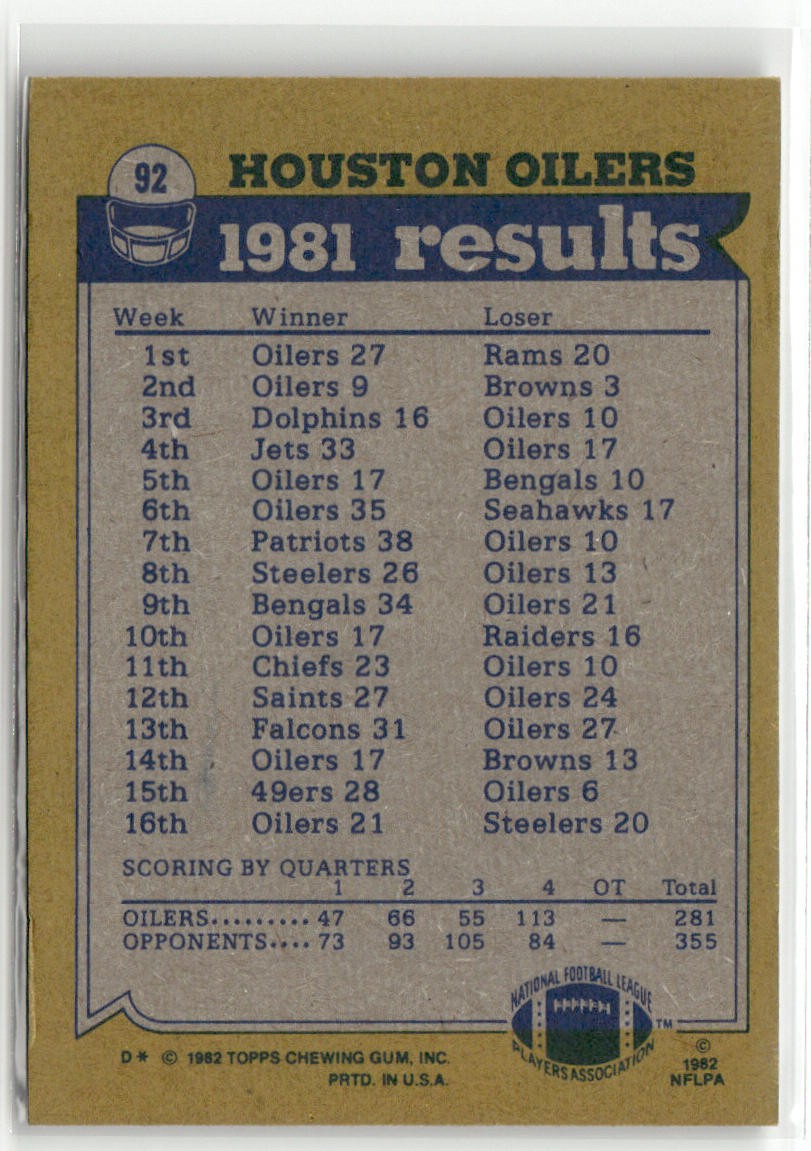 92
HOUSTON OILERS
1981 results
Week Winner Loser
1st Oilers 27 Rams 20
2nd Oilers 9 Browns 3
3rd Dolphins 16 Oilers 10
4th Jets 33 Oilers 17
5th Oilers 17 Bengals 10
6th Oilers 35 Seahawks 17
7th Patriots 38 Oilers 10
8th Steelers 26 Oilers 13
9th Bengals 34 Oilers 21
10th Oilers 17 Raiders 16
11th Chiefs 23 Oilers 10
12th Saints 27 Oilers 24
13th Falcons 31 Oilers 27
14th Oilers 17 Browns 13
15th 49ers 28 Oilers 6
16th Oilers 21 Steelers 20
SCORING BY QUARTERS
1 2 3 4 OT Total
OILERS......... 47 66 55 113 — 281
OPPONENTS.... 73 93 105 84 — 355
NATIONAL FOOTBALL LEAGUE
PLAYERS ASSOCIATION
TM
D* © 1982 TOPPS CHEWING GUM, INC.
PRTD. IN U.S.A.
©
1982
NFLPA